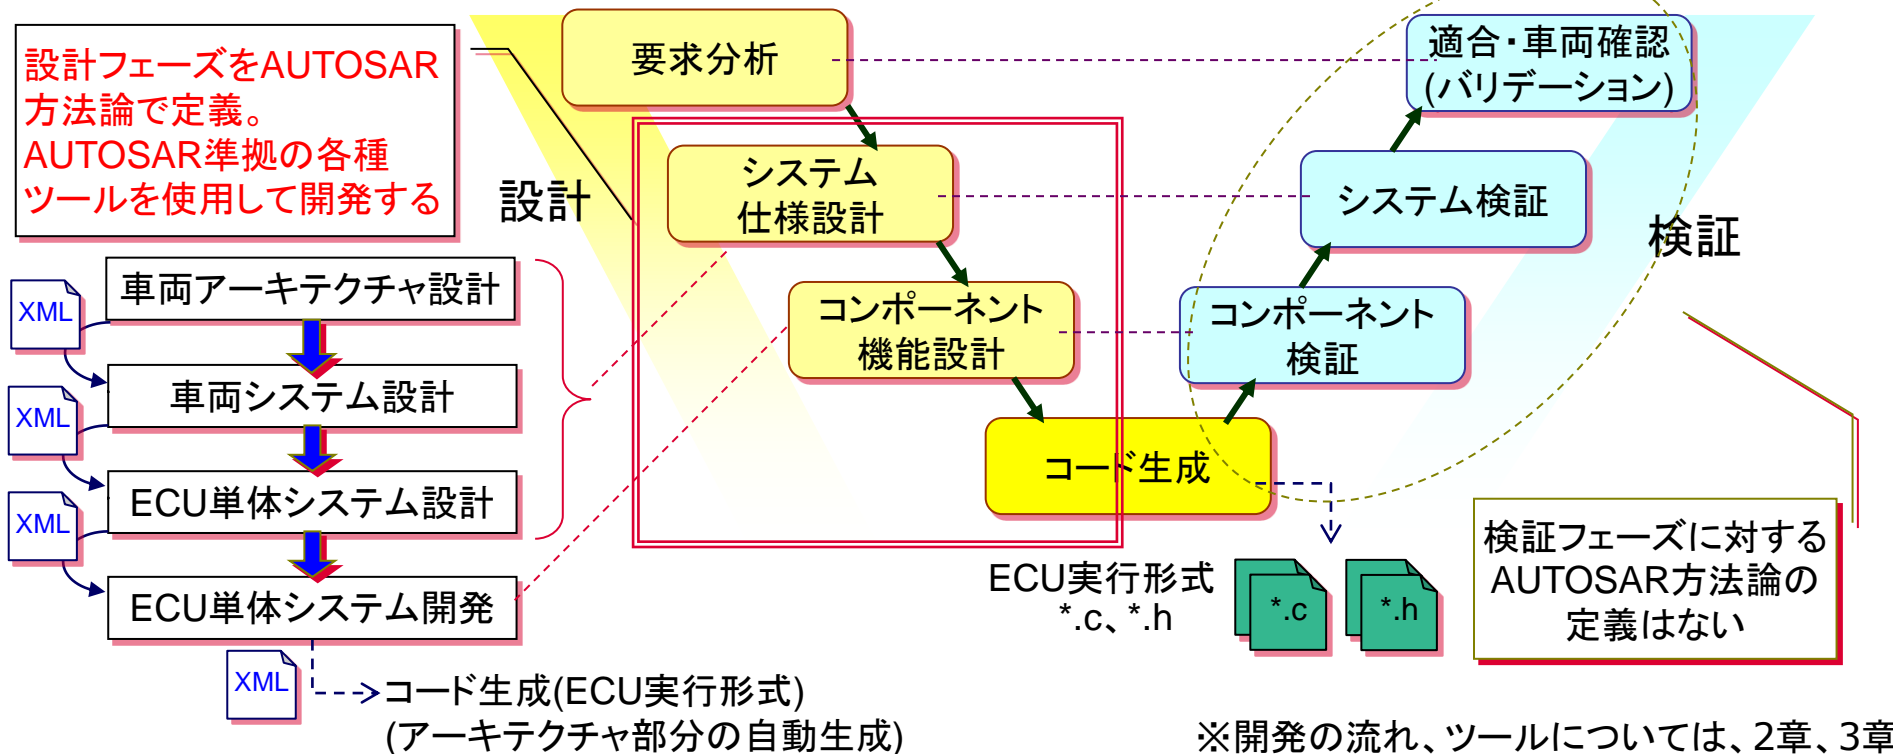 設計フェーズをAUTOSAR
方法論で定義。
AUTOSAR準拠の各種
ツールを使用して開発する
設計
要求分析
システム
仕様設計
コンポーネント
機能設計
コード生成
適合・車両確認
(バリデーション)
システム検証
コンポーネント
検証
検証
XML
車両アーキテクチャ設計
XML
車両システム設計
XML
ECU単体システム設計
ECU単体システム開発
XML
コード生成(ECU実行形式)
(アーキテクチャ部分の自動生成)
ECU実行形式
*.c、*.h
*.c
*.h
検証フェーズに対する
AUTOSAR方法論の
定義はない
※開発の流れ、ツールについては、2章、3章